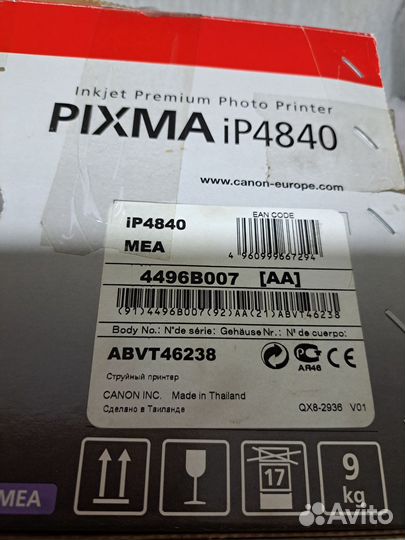 Inkjet Premium Photo Printer
PIXMA iP4840
www.canon-europe.com
iP4840
EAN CODE
MEA
4 960999 667294
4496B007 [AA]
(91)4496B007(92)AA(21)ABVT46238
Body No.: N°de série: Gehäuse Nr.: N° de cuerpo:
ABVT46238
АЯ46
Струйный принтер
CANON INC. Made in Thailand
Сделано в Таиланде
QX8-2936 V01
17
9
kg
MEA
Avito